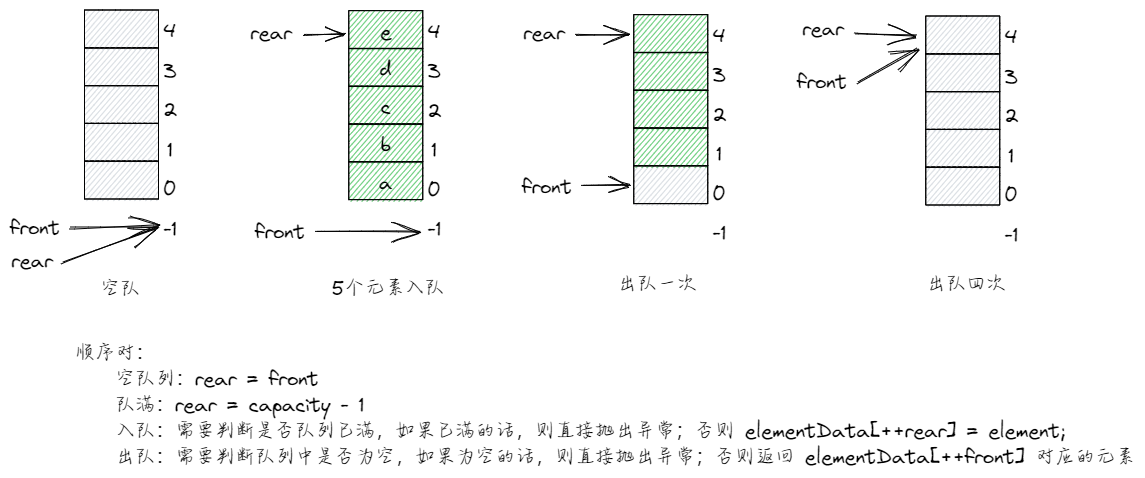 4
3
2
1
0
-1
front
rear
空队
rear
e 4
d 3
c 2
b 1
a 0
front
-1
5个元素入队
rear
4
3
2
1
front
0
-1
出队一次
rear
4
front
3
2
1
0
-1
出队四次
顺序对：
空队列：rear = front
队满：rear = capacity - 1
入队：需要判断是否队列已满，如果已满的话，则直接抛出异常；否则 elementData[++rear] = element;
出队：需要判断队列中是否为空，如果为空的话，则直接抛出异常；否则返回 elementData[++front] 对应的元素